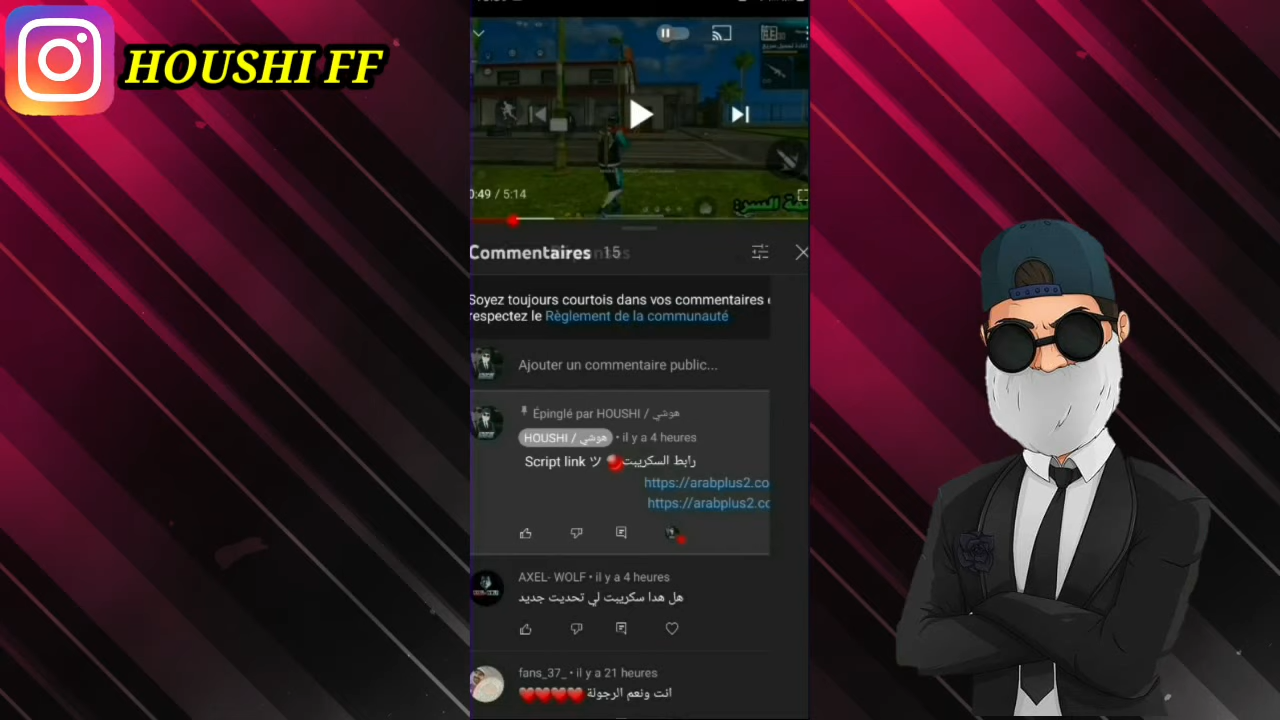 HOUSHI FF
0:49 / 5:14
Commentaires 15
Soyez toujours courtois dans vos commentaires e
respectez le Règlement de la communauté
Ajouter un commentaire public...
Épinglé par HOUSHI / هوشي
HOUSHI / هوشي • il y a 4 heures
Script link ツ رابط السكريبت
https://arabplus2.co
https://arabplus2.co
AXEL- WOLF • il y a 4 heures
هل هدا سكريبت لي تحديت جديد
fans_37_ • il y a 21 heures
انت ونعم الرجولة ❤❤❤❤